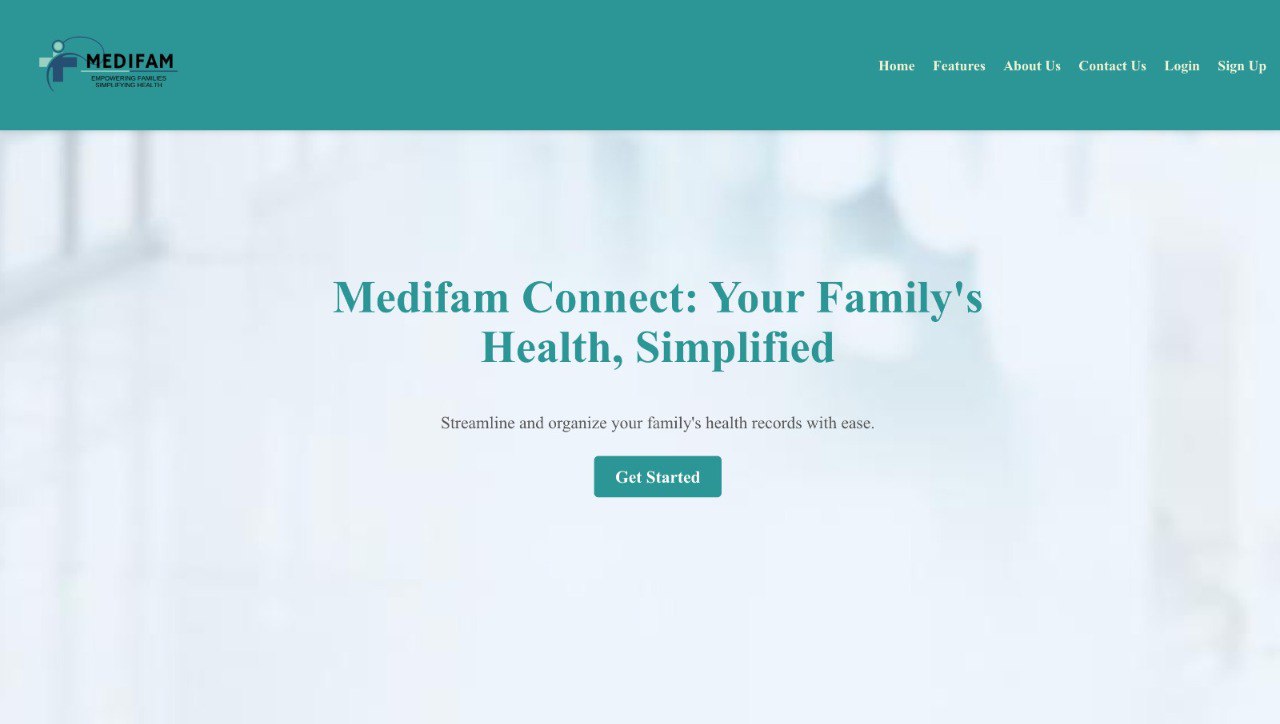 MEDIFAM
EMPOWERING FAMILIES
SIMPLIFYING HEALTH
Home Features About Us Contact Us Login Sign Up
Medifam Connect: Your Family's
Health, Simplified
Streamline and organize your family's health records with ease.
Get Started